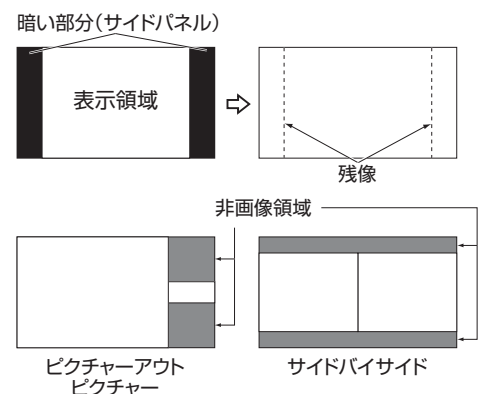 暗い部分（サイドパネル）
表示領域
残像
非画像領域
ピクチャーアウト
ピクチャー
サイドバイサイド